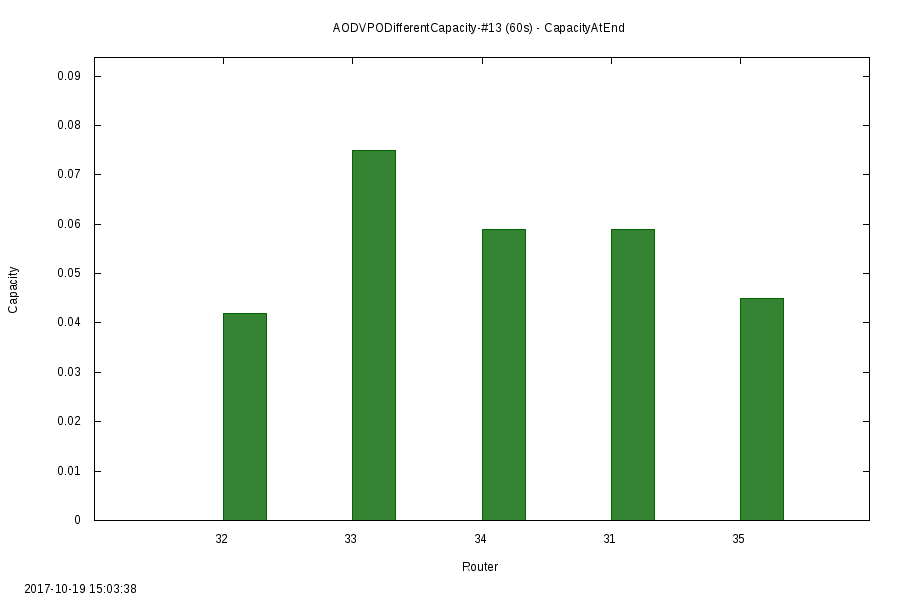 AODVPODifferentCapacity-#13 (60s) - CapacityAtEnd
0.09
0.08
0.07
0.06
0.05
0.04
0.03
0.02
0.01
0
Capacity
32 33 34 31 35
Router
2017-10-19 15:03:38